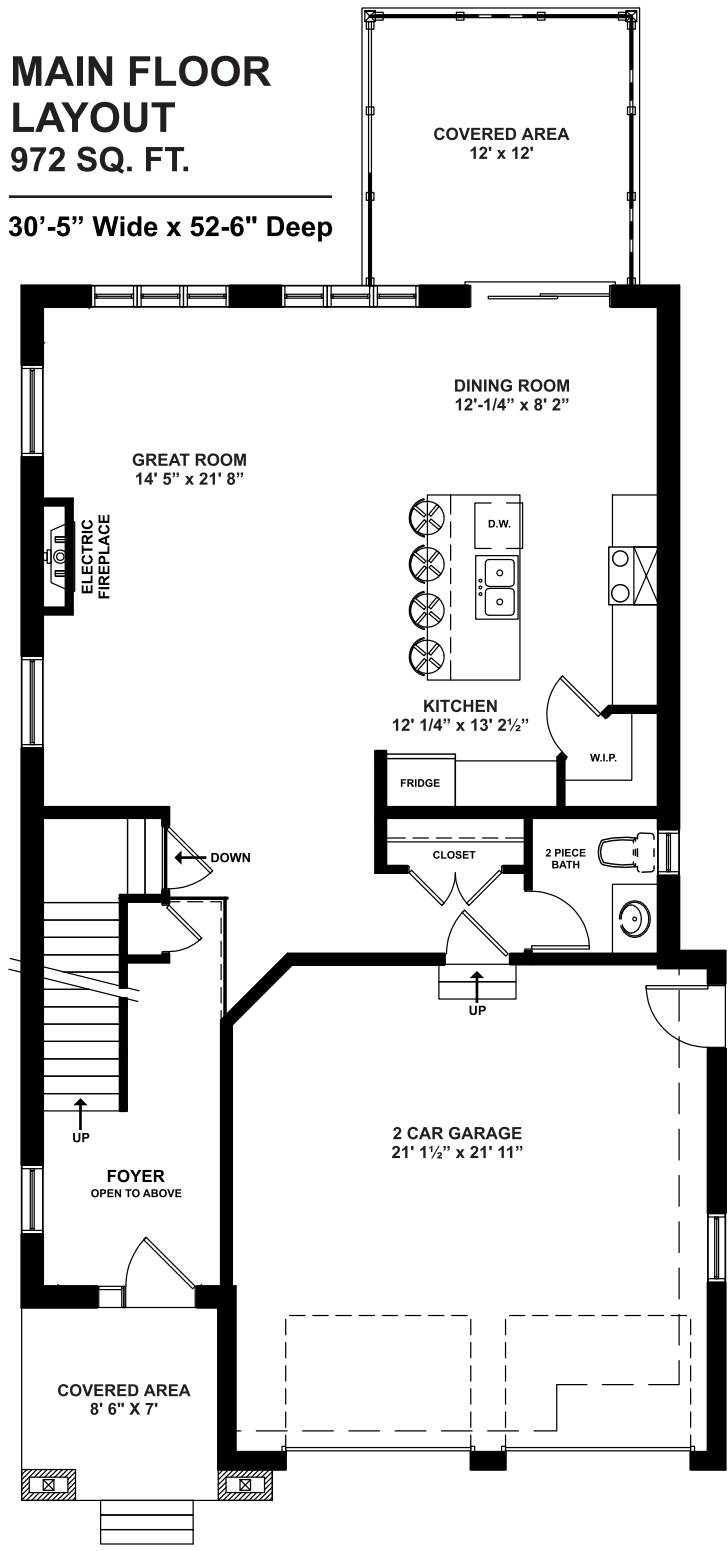 MAIN FLOOR
LAYOUT
972 SQ. FT.
30’-5” Wide x 52-6" Deep
COVERED AREA
12' x 12'
DINING ROOM
12'-1/4” x 8' 2”
GREAT ROOM
14' 5” x 21' 8”
ELECTRIC
FIREPLACE
D.W.
KITCHEN
12' 1/4” x 13' 2½”
W.I.P.
FRIDGE
DOWN
CLOSET
2 PIECE
BATH
UP
UP
2 CAR GARAGE
21' 1½” x 21' 11”
FOYER
OPEN TO ABOVE
COVERED AREA
8' 6" X 7'